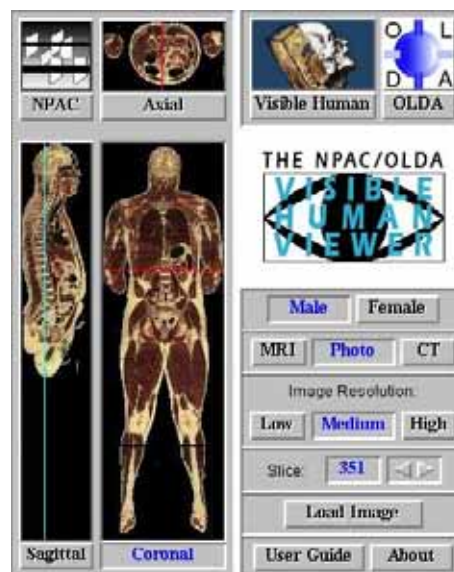 NPAC
Axial
Visible Human
OLDA
O L
D A
THE NPAC/OLDA
VISIBLE
HUMAN
VIEWER
Male Female
MRI Photo CT
Image Resolution:
Low Medium High
Slice: 351
Load Image
Sagittal
Coronal
User Guide About